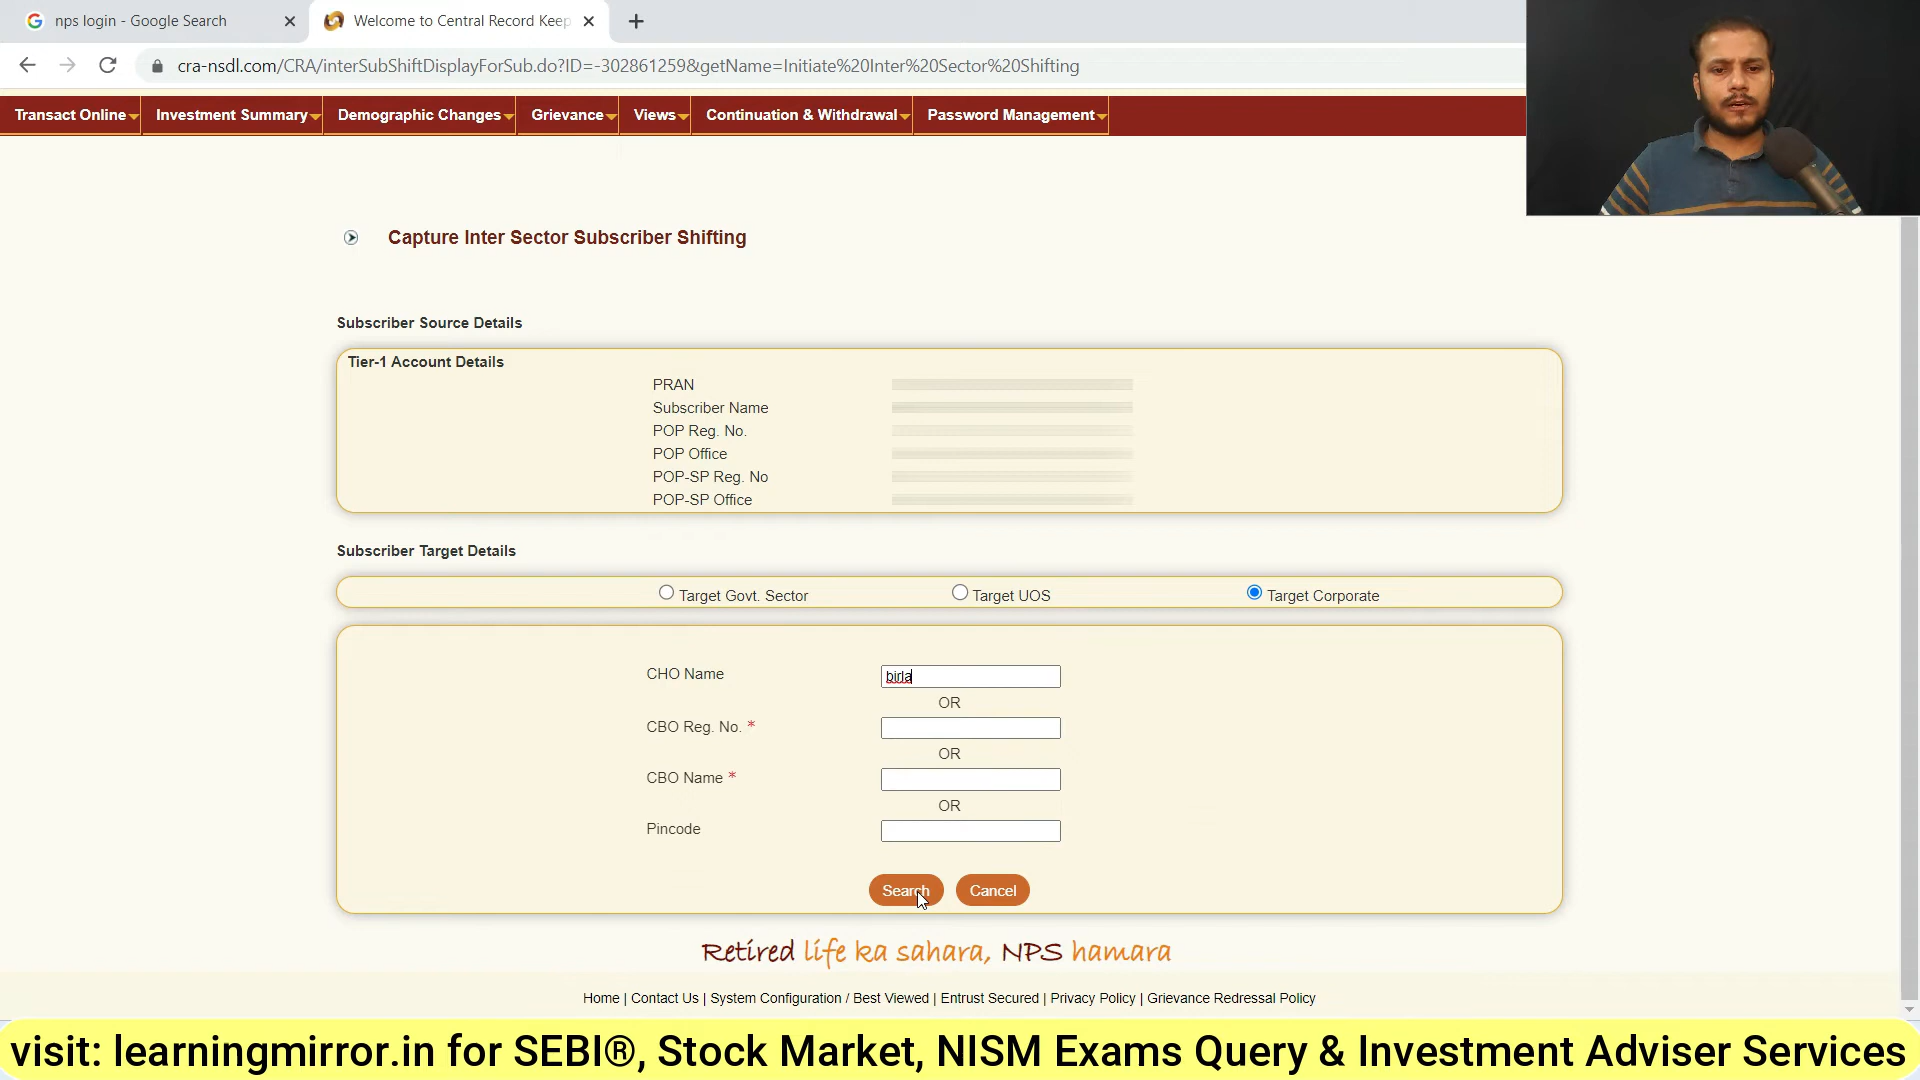 nps login - Google Search
Welcome to Central Record Keep
cra-nsdl.com/CRA/interSubShiftDisplayForSub.do?ID=-302861259&getName=Initiate%20Inter%20Sector%20Shifting
Transact Online Investment Summary Demographic Changes Grievance Views Continuation & Withdrawal Password Management
Capture Inter Sector Subscriber Shifting
Subscriber Source Details
Tier-1 Account Details
PRAN
Subscriber Name
POP Reg. No.
POP Office
POP-SP Reg. No
POP-SP Office
Subscriber Target Details
Target Govt. Sector Target UOS Target Corporate
CHO Name birla
OR
CBO Reg. No. *
OR
CBO Name *
OR
Pincode
Search Cancel
Retired life ka sahara, NPS hamara
Home | Contact Us | System Configuration / Best Viewed | Entrust Secured | Privacy Policy | Grievance Redressal Policy
visit: learningmirror.in for SEBI®, Stock Market, NISM Exams Query & Investment Adviser Services